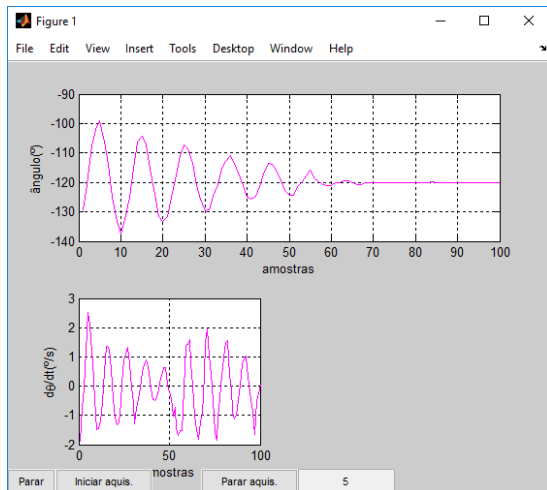 Figure 1
File Edit View Insert Tools Desktop Window Help
-90
-100
-110
-120
-130
-140
ângulo(º)
0 10 20 30 40 50 60 70 80 90 100
amostras
3
2
1
0
-1
-2
dθ/dt(º/s)
0 50 100
mostras
Parar Iniciar aquis. Parar aquis. 5